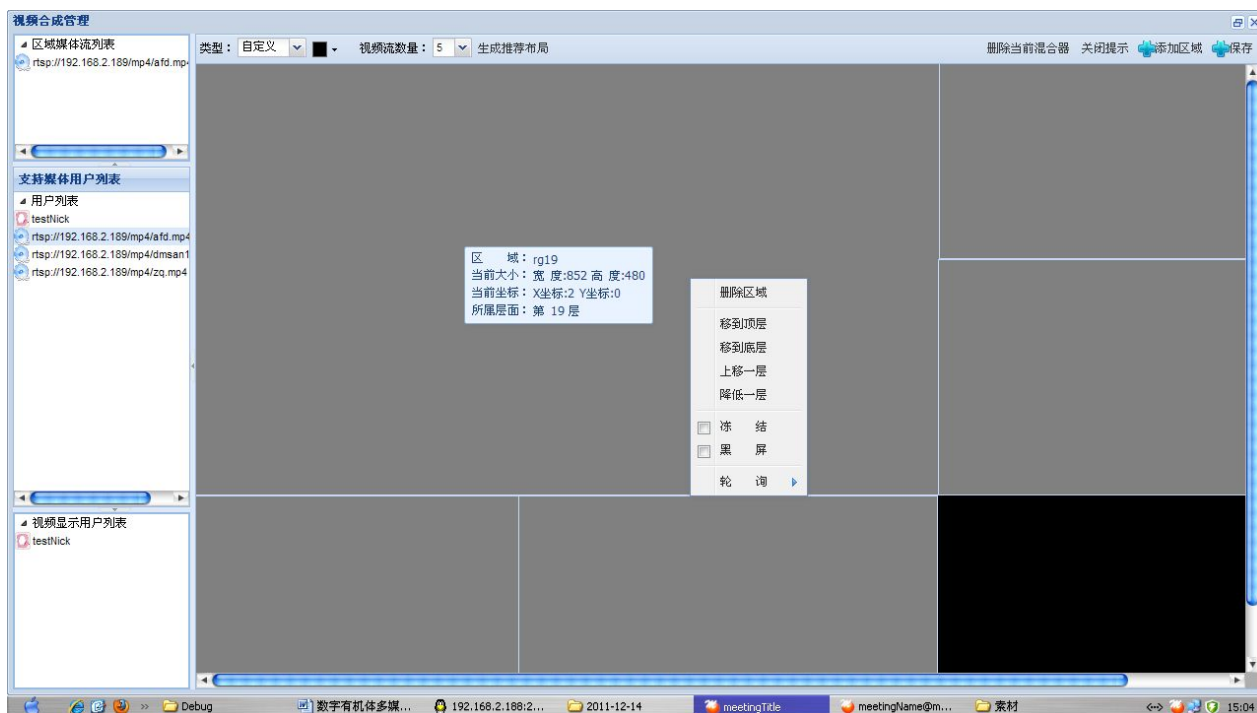 视频合成管理
区域媒体流列表
rtsp://192.168.2.189/mp4/afd.mp
类型： 自定义 视频流数量： 5 生成推荐布局 删除当前混合器 关闭提示 添加区域 保存
支持媒体用户列表
用户列表
testNick
rtsp://192.168.2.189/mp4/afd.mp4
rtsp://192.168.2.189/mp4/dmsan1
rtsp://192.168.2.189/mp4/zq.mp4
区 域：rg19
当前大小：宽 度:852 高 度:480
当前坐标：X坐标:2 Y坐标:0
所属层面：第 19 层
删除区域
移到顶层
移到底层
上移一层
降低一层
冻 结
黑 屏
轮 询
视频显示用户列表
testNick
Debug 数字有机体多媒... 192.168.2.188:2... 2011-12-14 meetingTitle meetingName@m... 素材 15:04